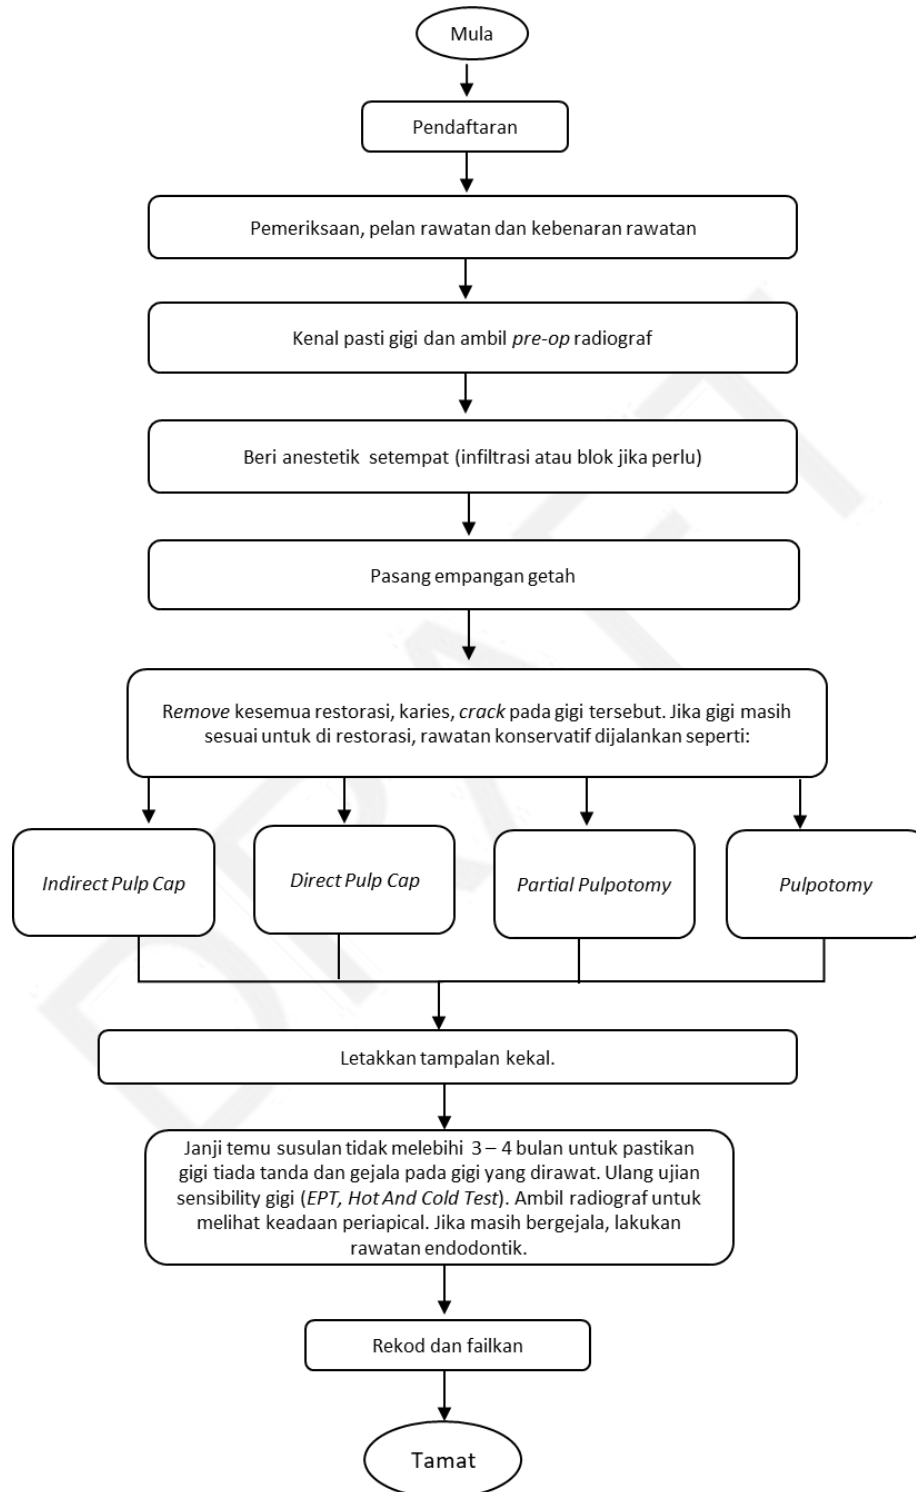 Mula
Pendaftaran
Pemeriksaan, pelan rawatan dan kebenaran rawatan
Kenal pasti gigi dan ambil pre-op radiograf
Beri anestetik setempat (infiltrasi atau blok jika perlu)
Pasang empangan getah
Remove kesemua restorasi, karies, crack pada gigi tersebut. Jika gigi masih
sesuai untuk di restorasi, rawatan konservatif dijalankan seperti:
Indirect Pulp Cap
Direct Pulp Cap
Partial Pulpotomy
Pulpotomy
Letakkan tampalan kekal.
Janji temu susulan tidak melebihi 3 – 4 bulan untuk pastikan
gigi tiada tanda dan gejala pada gigi yang dirawat. Ulang ujian
sensibility gigi (EPT, Hot And Cold Test). Ambil radiograf untuk
melihat keadaan periapical. Jika masih bergejala, lakukan
rawatan endodontik.
Rekod dan failkan
Tamat
DRAFT